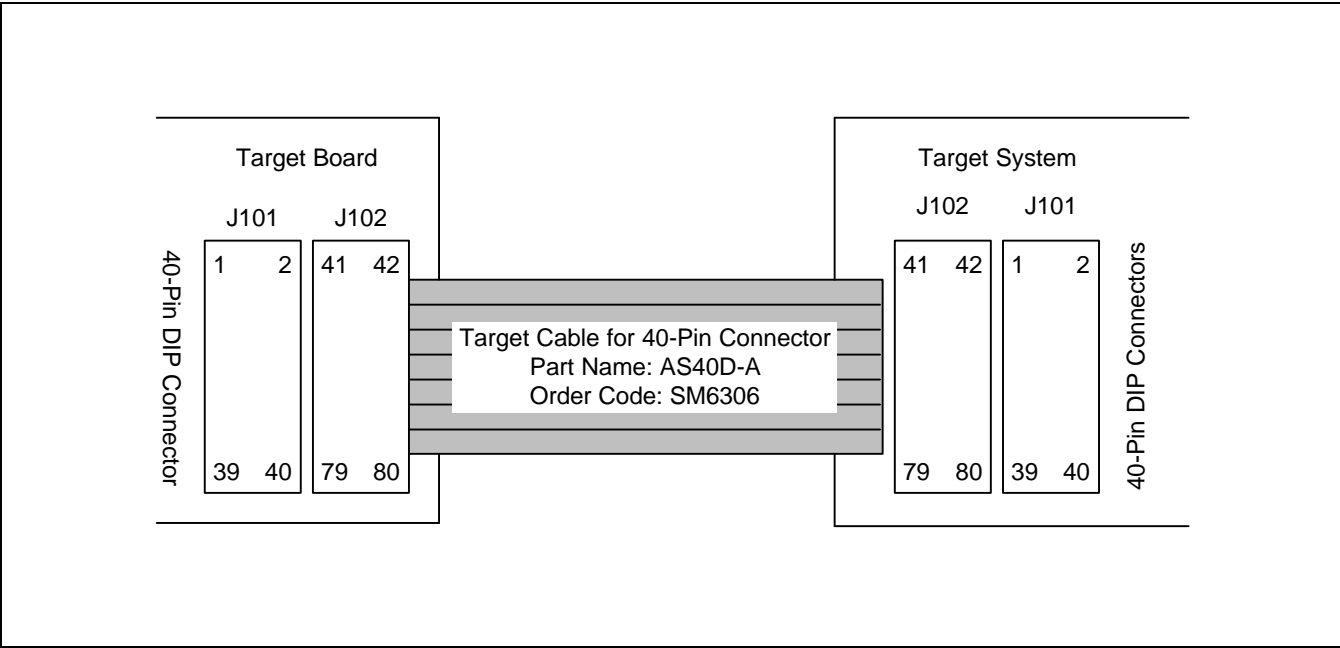 Target Board
J101 J102
1 2 41 42
39 40 79 80
40-Pin DIP Connector
Target Cable for 40-Pin Connector
Part Name: AS40D-A
Order Code: SM6306
Target System
J102 J101
41 42 1 2
79 80 39 40
40-Pin DIP Connectors